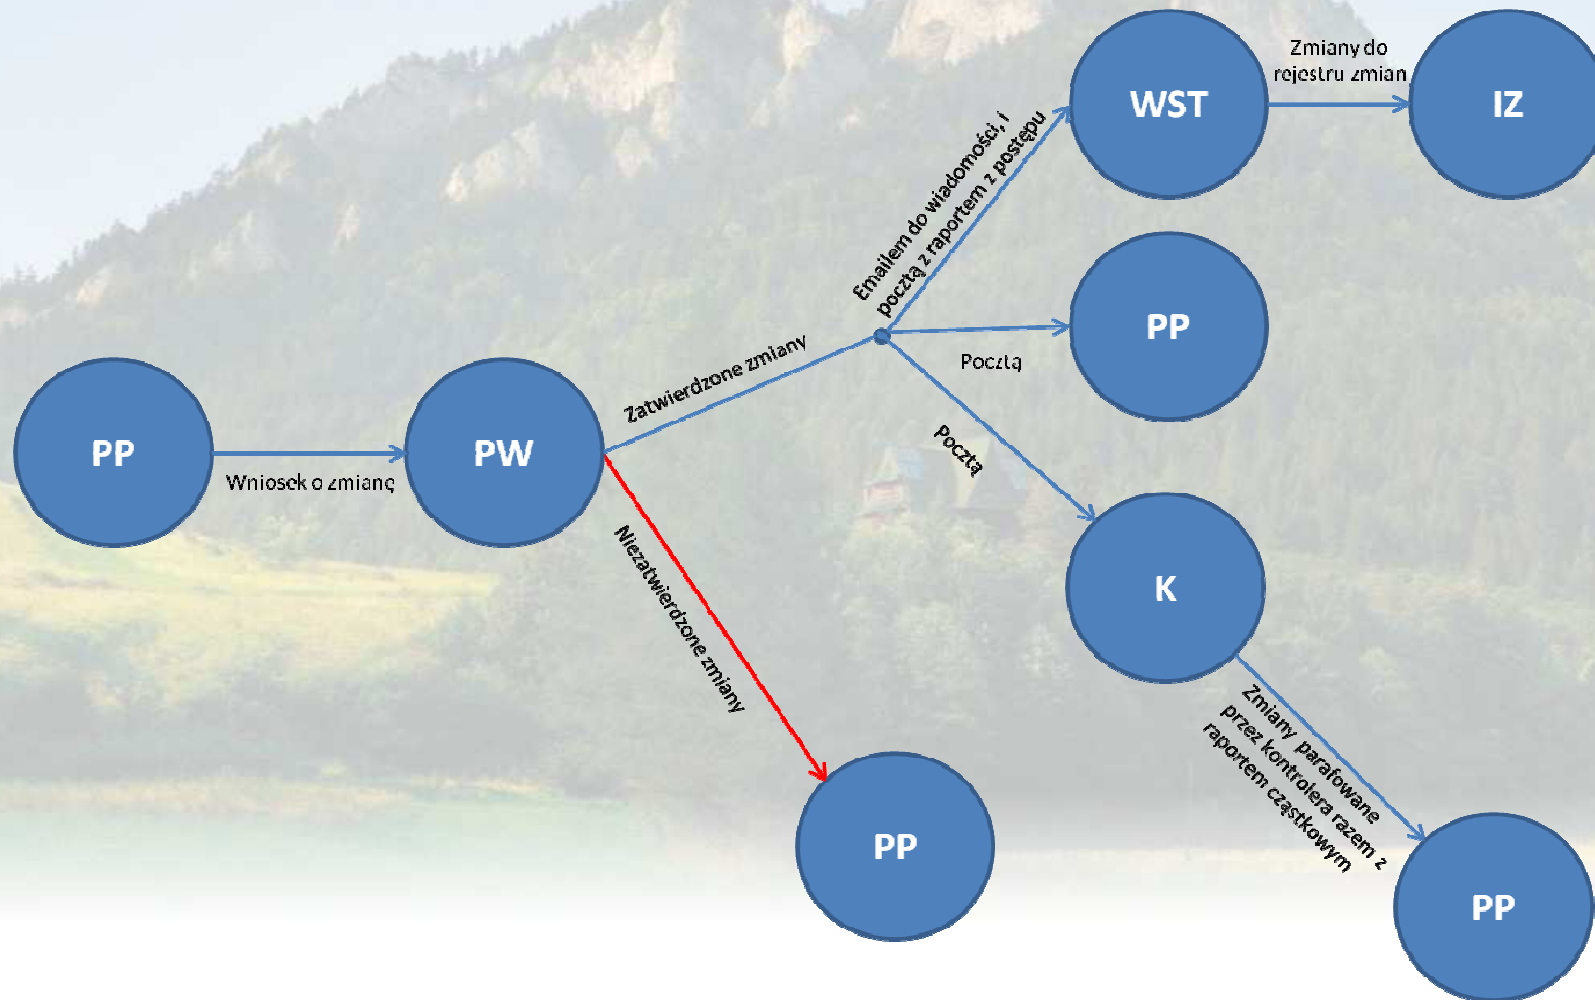 PP
Wniosek o zmianę
PW
Zatwierdzone zmiany
Niezatwierdzone zmiany
PP
Emailem do wiadomości, i
pocztą z raportem z postępu
WST
Zmiany do
rejestru zmian
IZ
Pocztą
PP
Pocztą
K
Zmiany parafowane
przez kontrolera razem z
raportem cząstkowym
PP